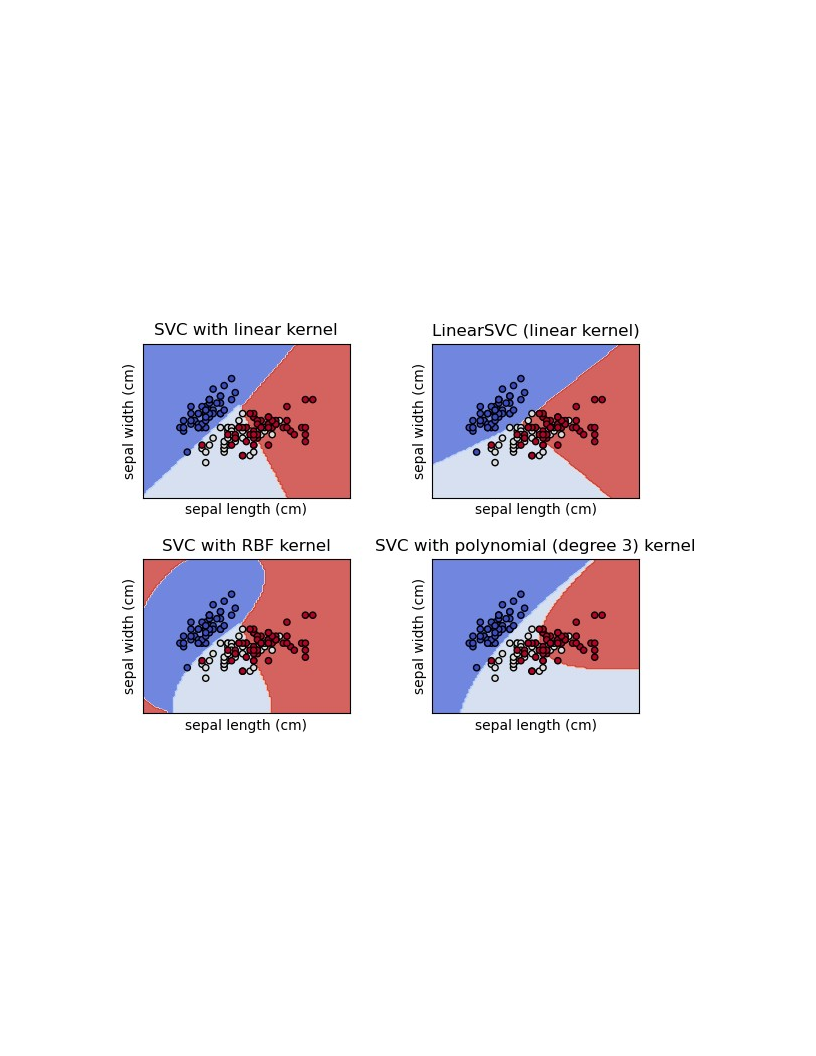 SVC with linear kernel
sepal width (cm)
sepal length (cm)
LinearSVC (linear kernel)
sepal width (cm)
sepal length (cm)
SVC with RBF kernel
sepal width (cm)
sepal length (cm)
SVC with polynomial (degree 3) kernel
sepal width (cm)
sepal length (cm)